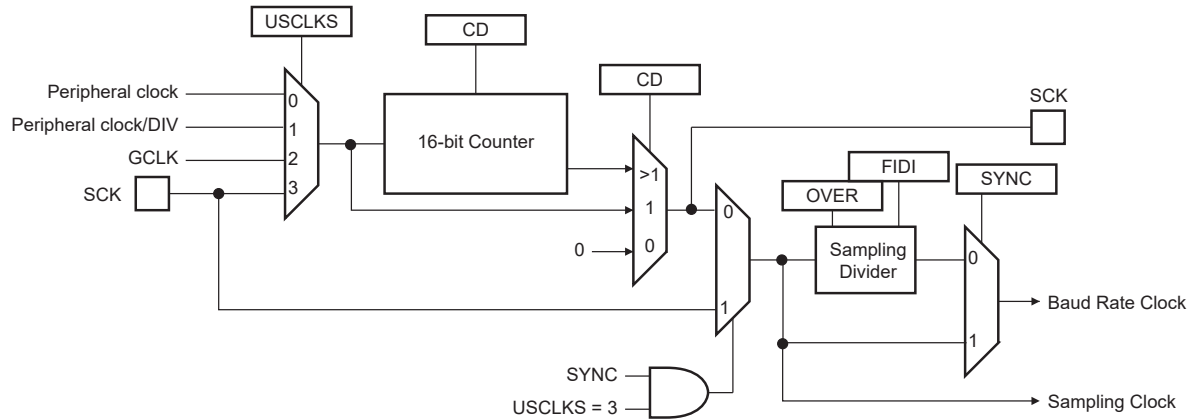 USCLKS
CD
CD
SCK
Peripheral clock
0
Peripheral clock/DIV
1
GCLK
2
SCK
3
16-bit Counter
>1
1
0
0
0
1
FIDI
OVER
SYNC
Sampling
Divider
0
1
Baud Rate Clock
SYNC
USCLKS = 3
Sampling Clock